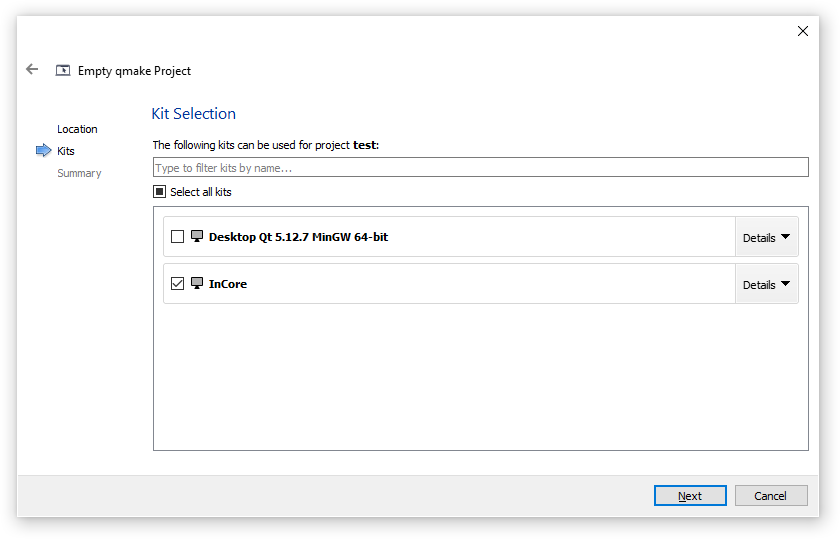 Empty qmake Project
Kit Selection
Location
Kits
Summary
The following kits can be used for project test:
Type to filter kits by name...
Select all kits
Desktop Qt 5.12.7 MinGW 64-bit
Details
InCore
Details
Next
Cancel